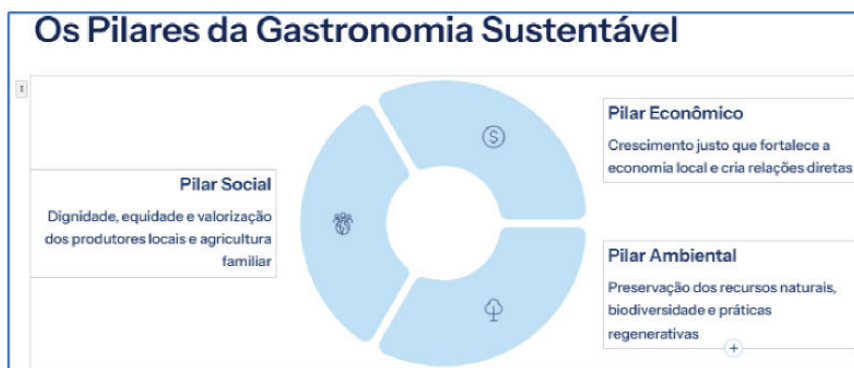 Os Pilares da Gastronomia Sustentável
Pilar Social
Dignidade, equidade e valorização
dos produtores locais e agricultura
familiar
$
Pilar Econômico
Crescimento justo que fortalece a
economia local e cria relações diretas
Pilar Ambiental
Preservação dos recursos naturais,
biodiversidade e práticas
regenerativas
+